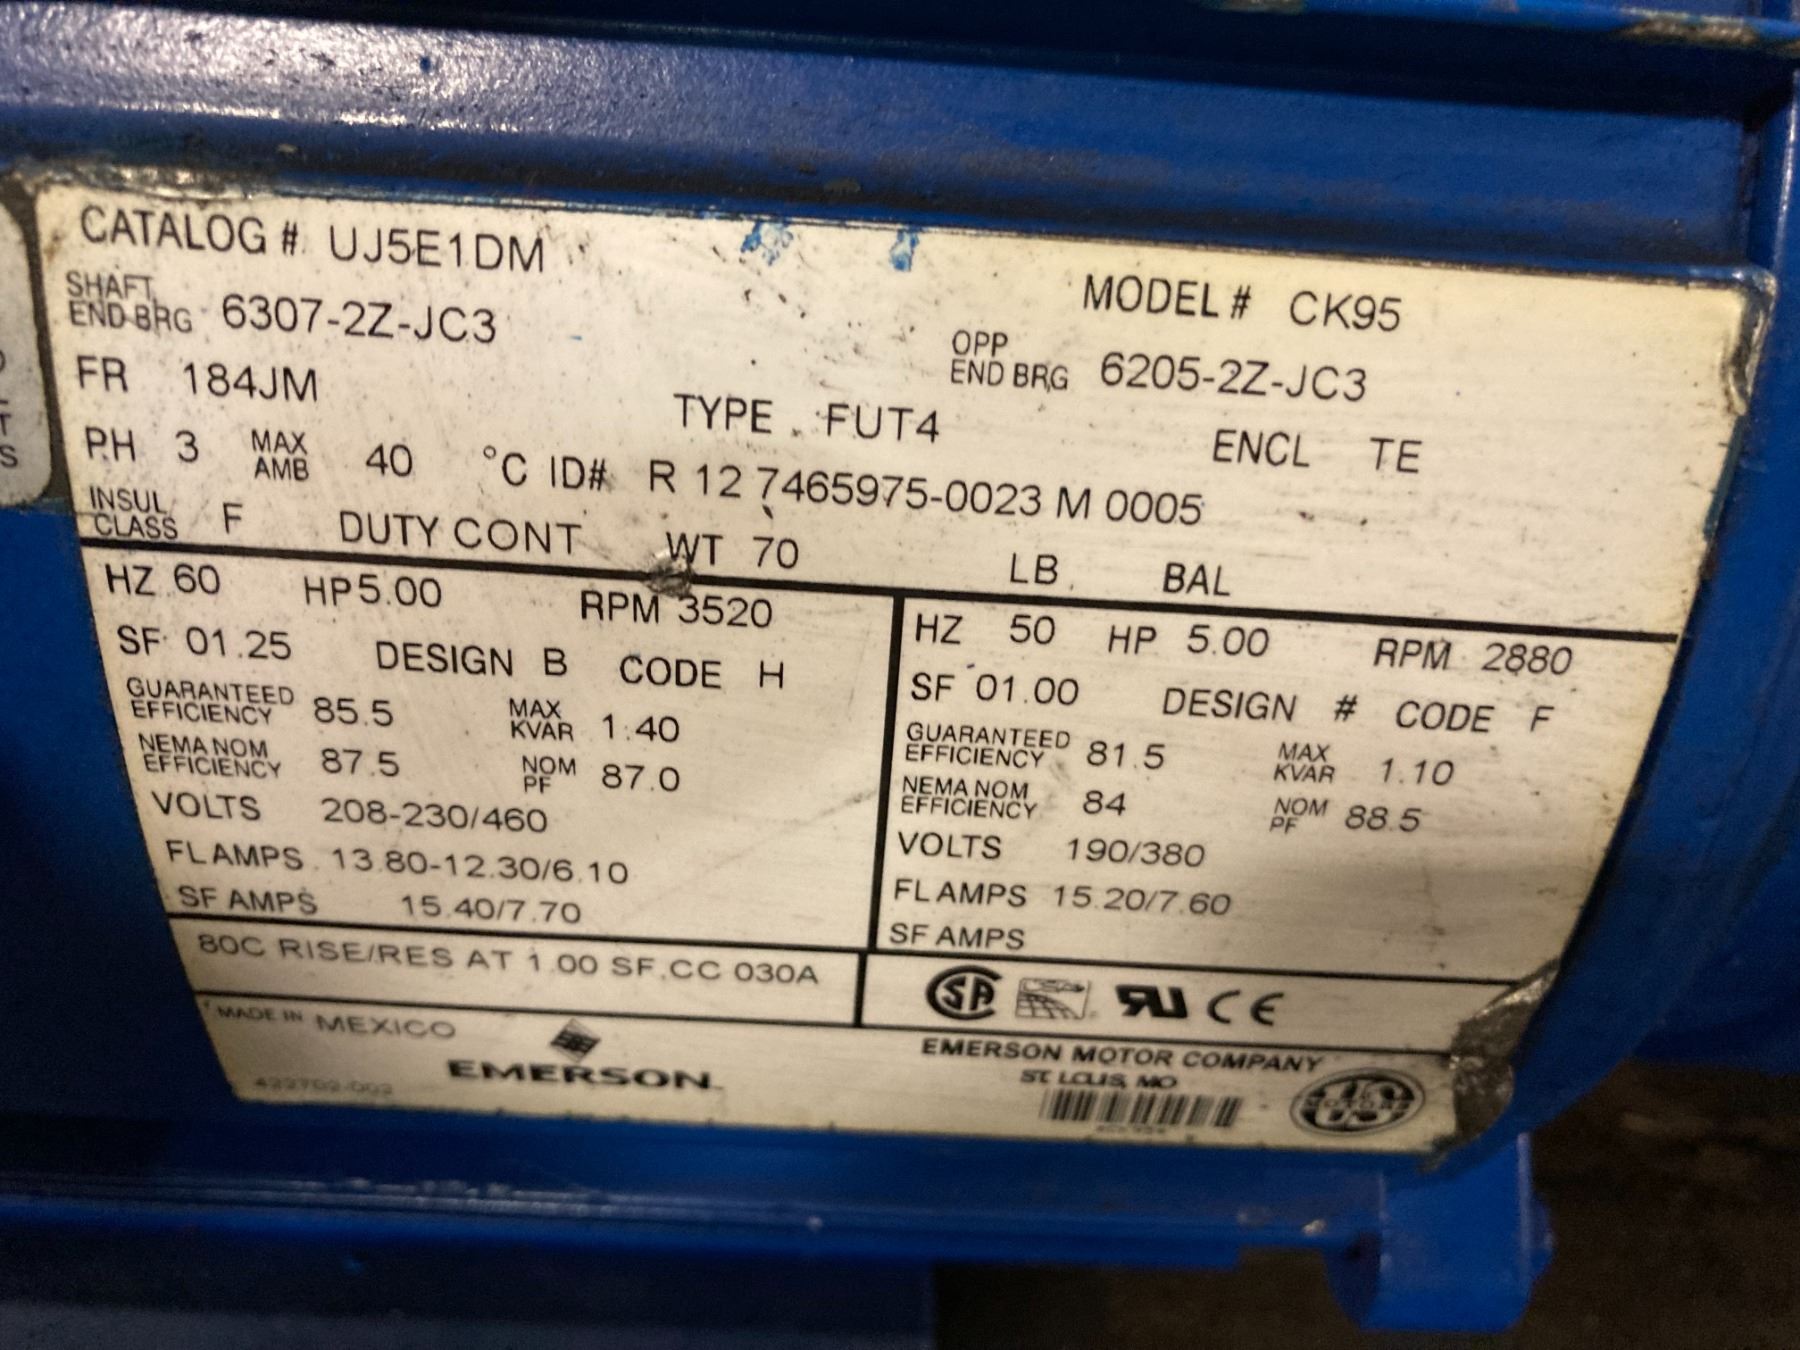 CATALOG # UJ5E1DM
MODEL # CK95
SHAFT
END BRG 6307-2Z-JC3
OPP
END BRG 6205-2Z-JC3
FR 184JM
TYPE FUT4
ENCL TE
PH 3 MAX
AMB 40 °C ID# R 12 7465975-0023 M 0005
INSUL
CLASS F DUTY CONT WT 70 LB BAL
HZ 60 HP 5.00 RPM 3520
SF 01.25 DESIGN B CODE H
GUARANTEED
EFFICIENCY 85.5 MAX
KVAR 1.40
NEMA NOM
EFFICIENCY 87.5 NOM
PF 87.0
VOLTS 208-230/460
FL AMPS 13.80-12.30/6.10
SF AMPS 15.40/7.70
HZ 50 HP 5.00 RPM 2880
SF 01.00 DESIGN # CODE F
GUARANTEED
EFFICIENCY 81.5 MAX
KVAR 1.10
NEMA NOM
EFFICIENCY 84 NOM
PF 88.5
VOLTS 190/380
FL AMPS 15.20/7.60
SF AMPS
80C RISE/RES AT 1.00 SF,CC 030A
MADE IN MEXICO
EMERSON
EMERSON MOTOR COMPANY
ST. LOUIS, MO